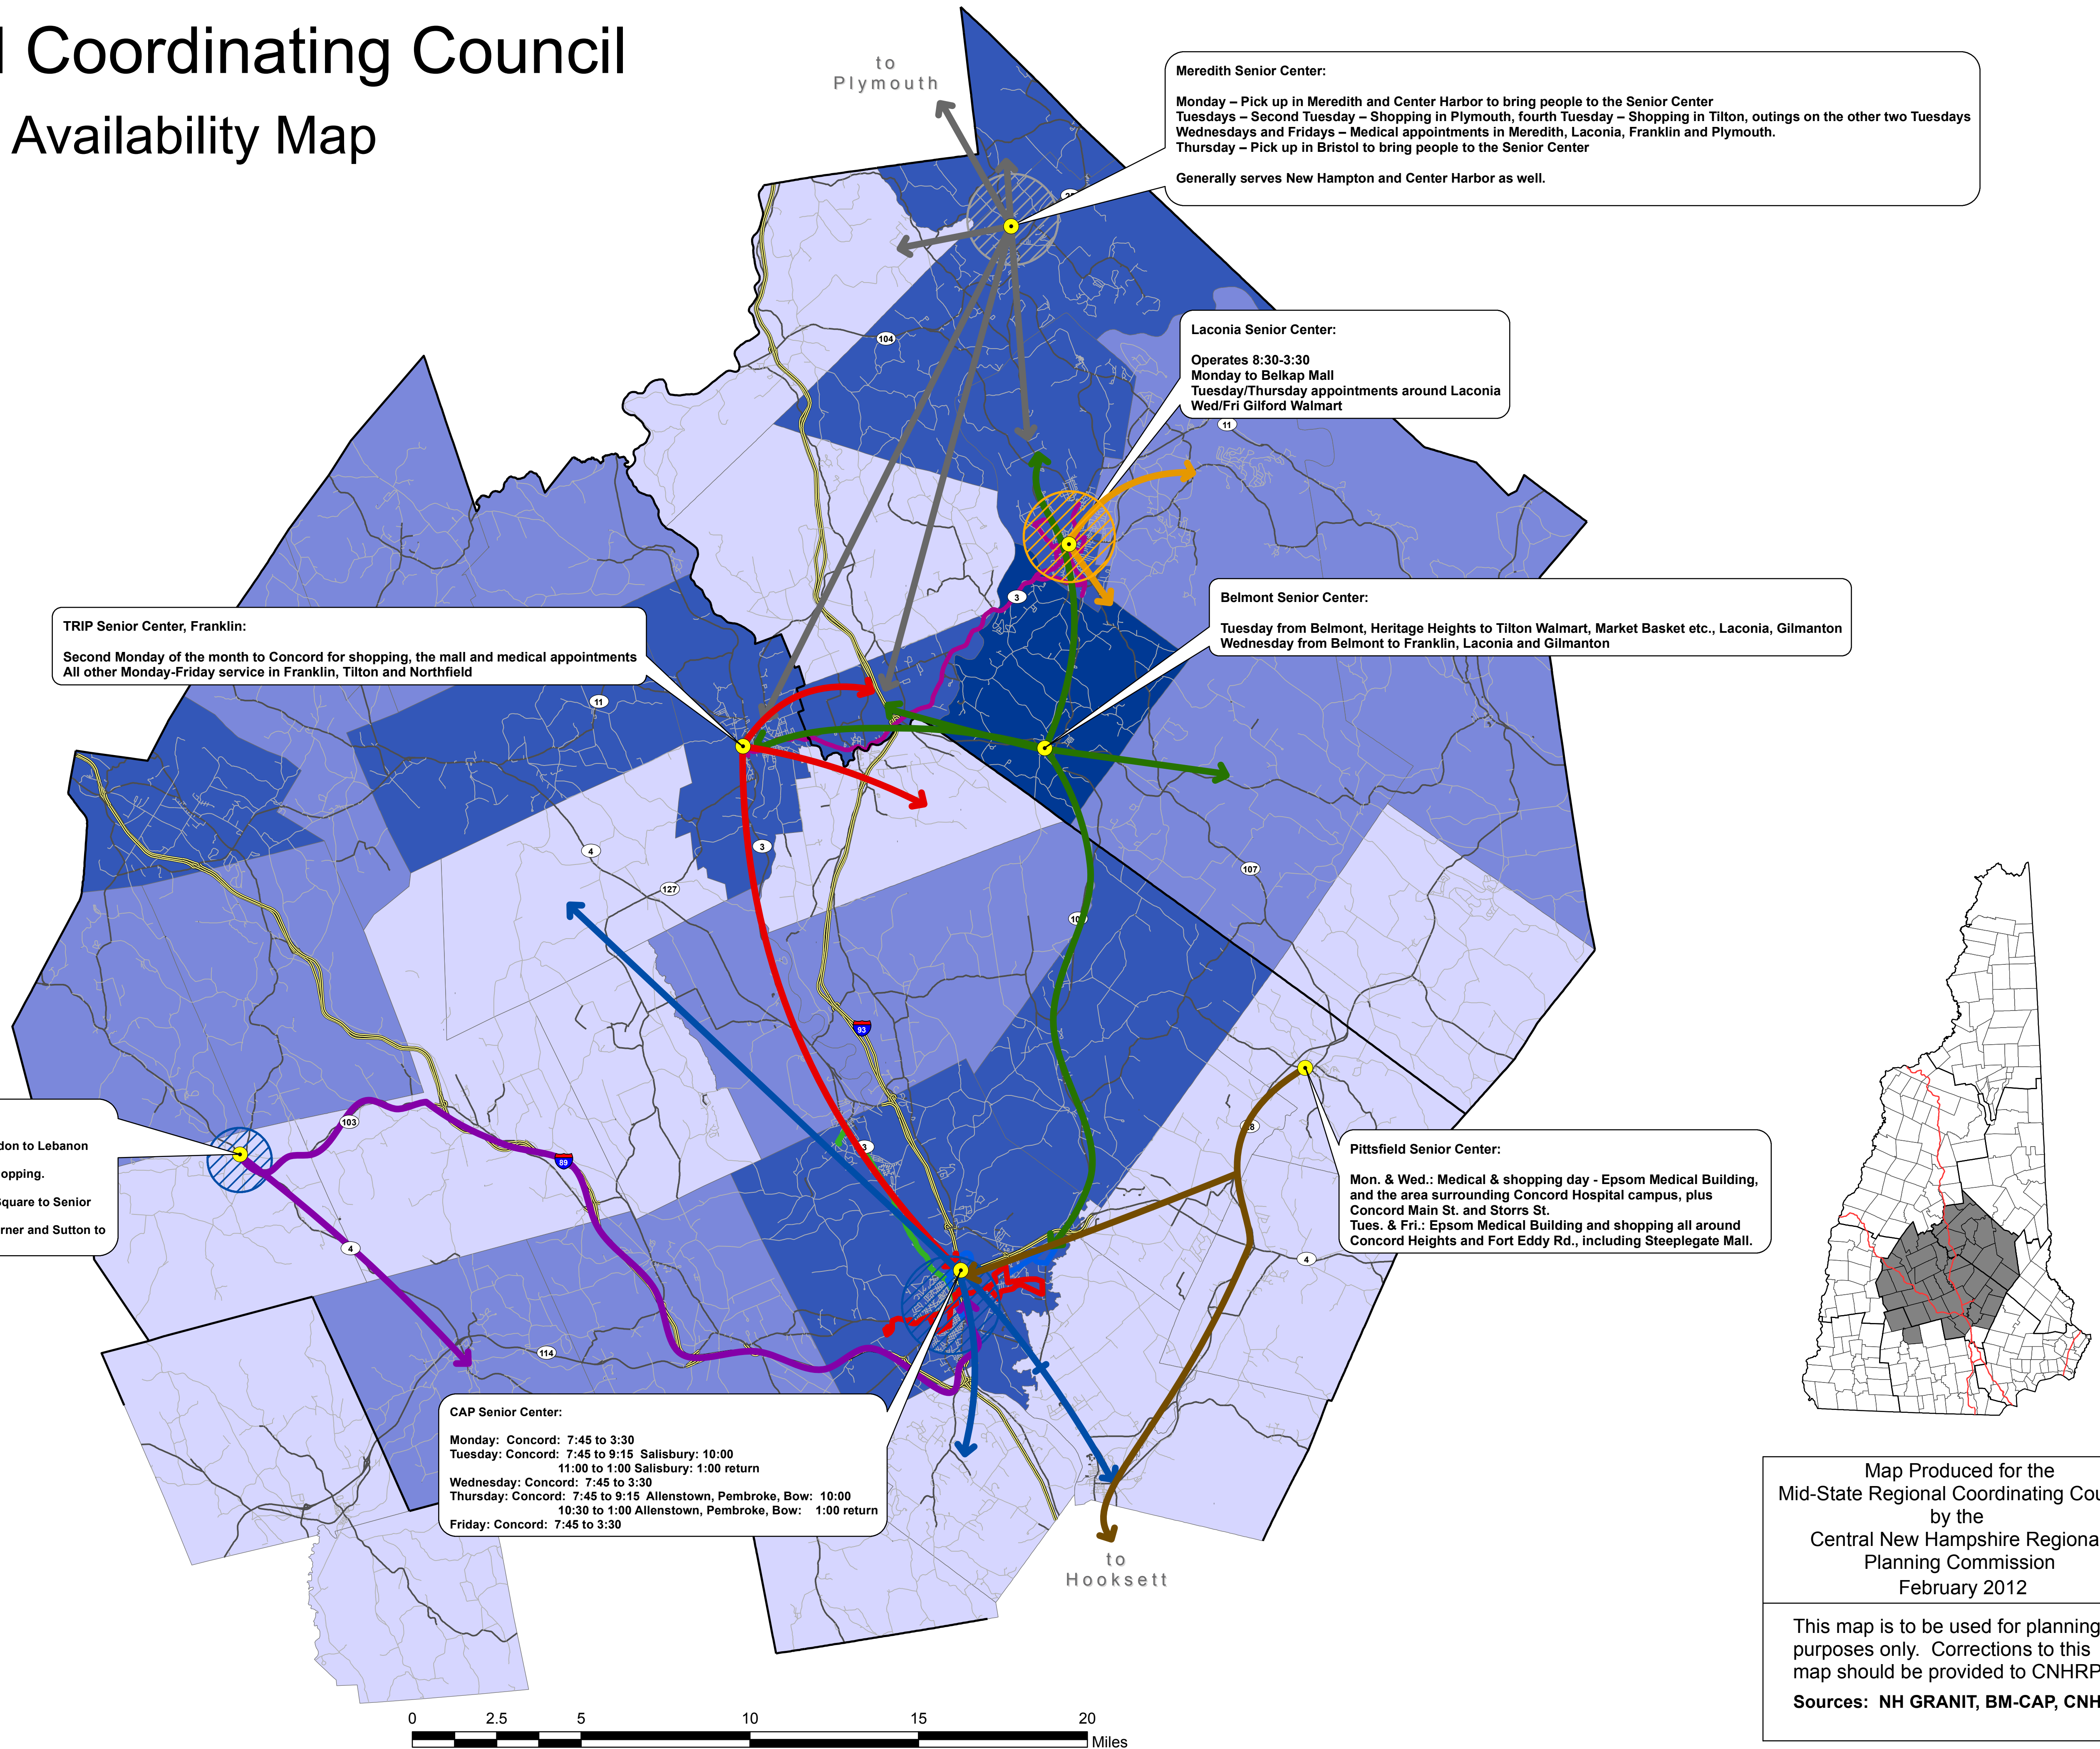 Coordinating Council
Availability Map
to
Plymouth
Meredith Senior Center:
Monday – Pick up in Meredith and Center Harbor to bring people to the Senior Center
Tuesdays – Second Tuesday – Shopping in Plymouth, fourth Tuesday – Shopping in Tilton, outings on the other two Tuesdays
Wednesdays and Fridays – Medical appointments in Meredith, Laconia, Franklin and Plymouth.
Thursday – Pick up in Bristol to bring people to the Senior Center
Generally serves New Hampton and Center Harbor as well.
104
Laconia Senior Center:
Operates 8:30-3:30
Monday to Belkap Mall
Tuesday/Thursday appointments around Laconia
Wed/Fri Gilford Walmart
11
3
Belmont Senior Center:
Tuesday from Belmont, Heritage Heights to Tilton Walmart, Market Basket etc., Laconia, Gilmanton
Wednesday from Belmont to Franklin, Laconia and Gilmanton
TRIP Senior Center, Franklin:
Second Monday of the month to Concord for shopping, the mall and medical appointments
All other Monday-Friday service in Franklin, Tilton and Northfield
11
4
3
127
107
93
103
89
3
4
114
4
don to Lebanon
opping.
Square to Senior
rner and Sutton to
Pittsfield Senior Center:
Mon. & Wed.: Medical & shopping day - Epsom Medical Building,
and the area surrounding Concord Hospital campus, plus
Concord Main St. and Storrs St.
Tues. & Fri.: Epsom Medical Building and shopping all around
Concord Heights and Fort Eddy Rd., including Steeplegate Mall.
CAP Senior Center:
Monday: Concord: 7:45 to 3:30
Tuesday: Concord: 7:45 to 9:15 Salisbury: 10:00
11:00 to 1:00 Salisbury: 1:00 return
Wednesday: Concord: 7:45 to 3:30
Thursday: Concord: 7:45 to 9:15 Allenstown, Pembroke, Bow: 10:00
10:30 to 1:00 Allenstown, Pembroke, Bow: 1:00 return
Friday: Concord: 7:45 to 3:30
to
Hooksett
0 2.5 5 10 15 20
Miles
Map Produced for the
Mid-State Regional Coordinating Cou
by the
Central New Hampshire Regiona
Planning Commission
February 2012
This map is to be used for planning
purposes only. Corrections to this
map should be provided to CNHRP
Sources: NH GRANIT, BM-CAP, CNH